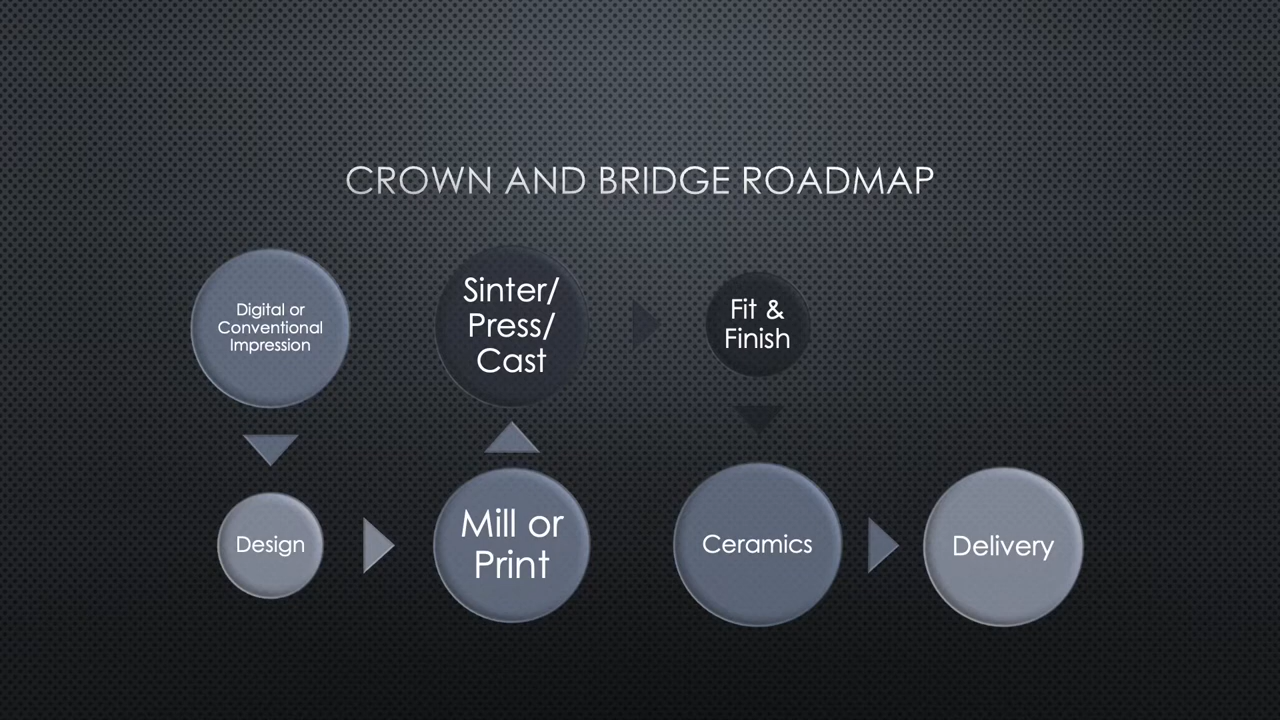 CROWN AND BRIDGE ROADMAP
Digital or
Conventional
Impression
Design
Mill or
Print
Sinter/
Press/
Cast
Fit &
Finish
Ceramics
Delivery